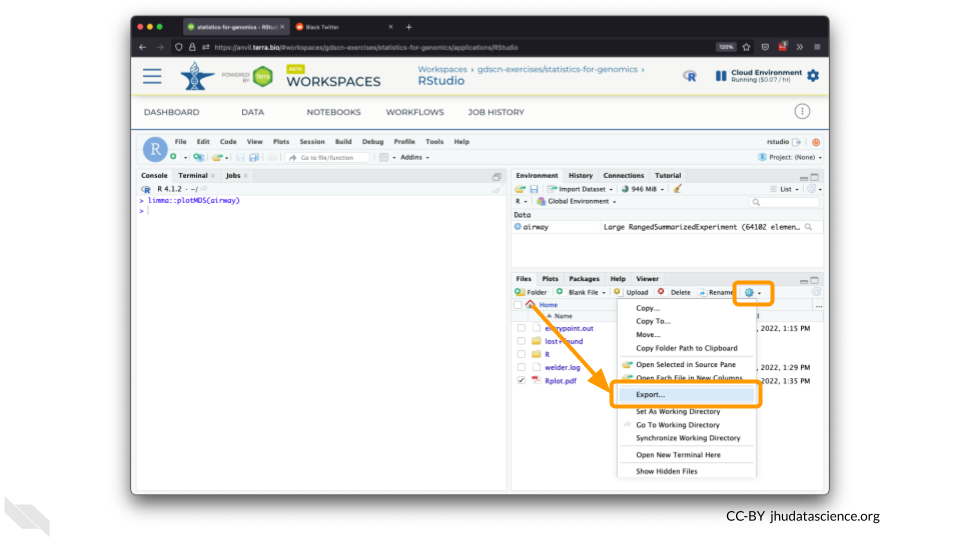 statistics-for-genomics - RStudi ×
Black Twitter ×
https://anvil.terra.bio/#workspaces/gdscn-exercises/statistics-for-genomics/applications/RStudio
120%
POWERED BY Terra
BETA
WORKSPACES
Workspaces › gdscn-exercises/statistics-for-genomics ›
RStudio
Cloud Environment
Running ($0.07 / hr)
DASHBOARD DATA NOTEBOOKS WORKFLOWS JOB HISTORY
R File Edit Code View Plots Session Build Debug Profile Tools Help
rstudio
Go to file/function Addins
Project: (None)
Console Terminal × Jobs ×
R 4.1.2 · ~/
> limma::plotMDS(airway)
>
Environment History Connections Tutorial
Import Dataset 946 MiB List
R Global Environment
Data
airway Large RangedSummarizedExperiment (64102 elemen…
Files Plots Packages Help Viewer
Folder Blank File Upload Delete Rename
Home ...
Name
entrypoint.out , 2022, 1:15 PM
lost+found
R
welder.log , 2022, 1:29 PM
Rplot.pdf , 2022, 1:35 PM
Copy...
Copy To...
Move...
Copy Folder Path to Clipboard
Open Selected in Source Pane
Open Each File in New Columns
Export...
Set As Working Directory
Go To Working Directory
Synchronize Working Directory
Open New Terminal Here
Show Hidden Files
CC-BY jhudatascience.org